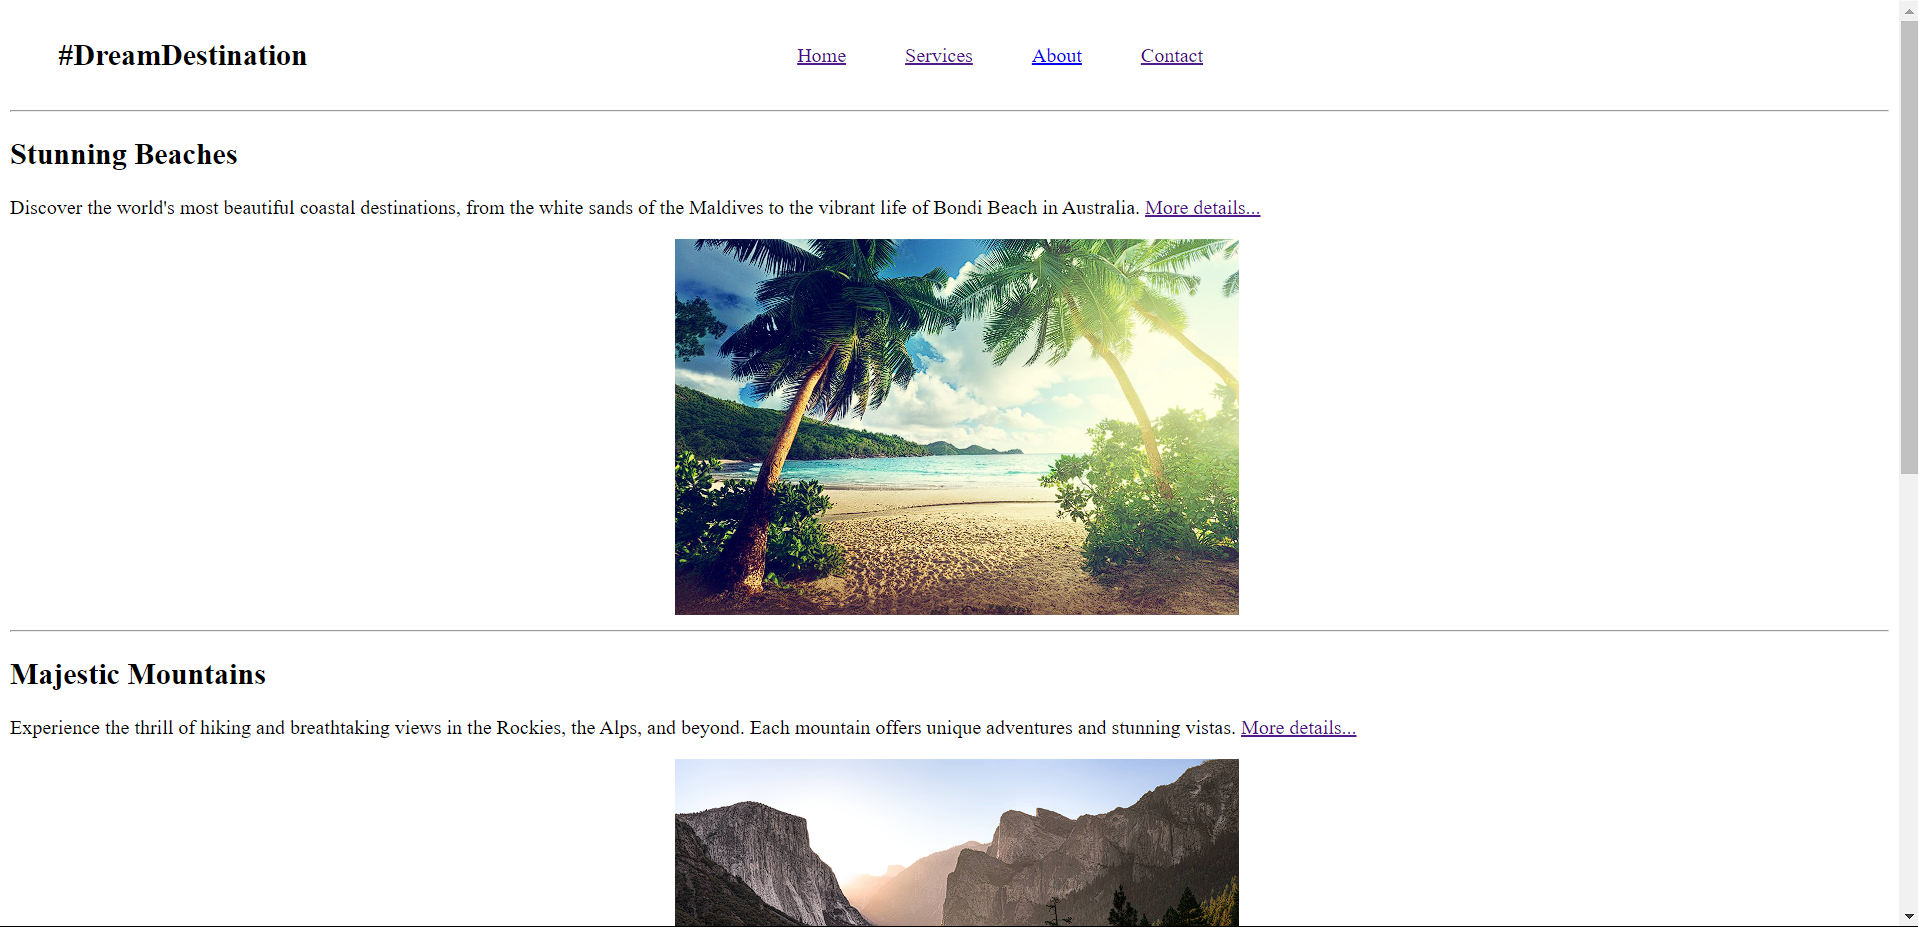 #DreamDestination
Home Services About Contact
Stunning Beaches
Discover the world's most beautiful coastal destinations, from the white sands of the Maldives to the vibrant life of Bondi Beach in Australia. More details...
Majestic Mountains
Experience the thrill of hiking and breathtaking views in the Rockies, the Alps, and beyond. Each mountain offers unique adventures and stunning vistas. More details...